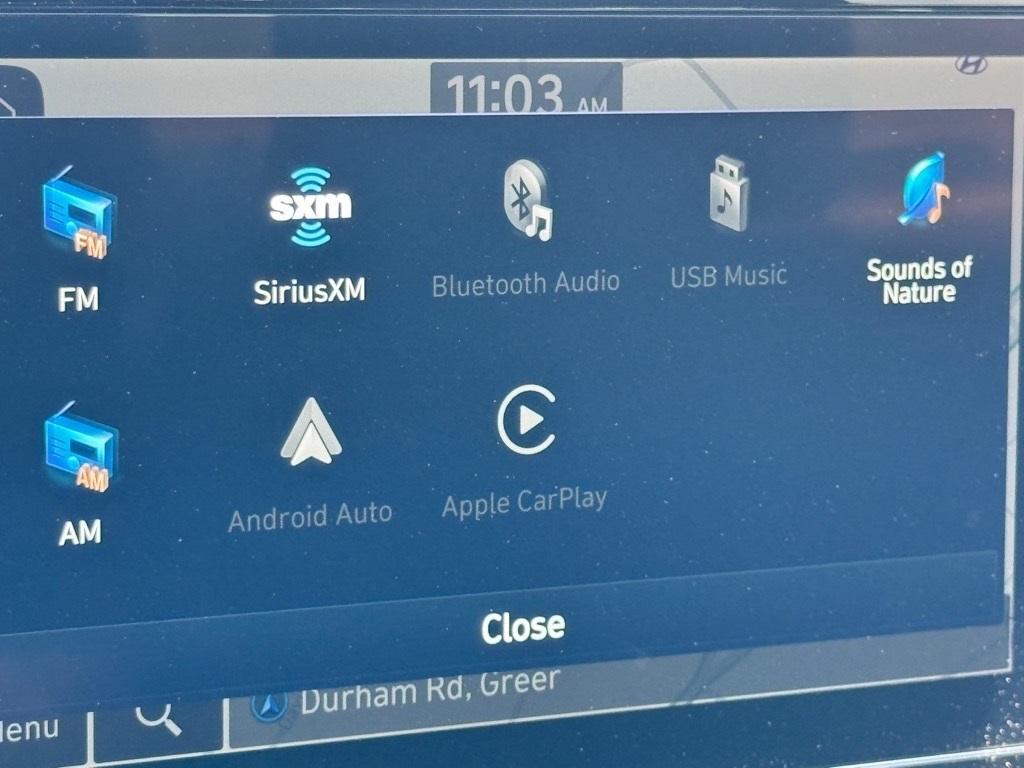 11:03 AM
FM
sxm
FM
SiriusXM
Bluetooth Audio
USB Music
Sounds of
Nature
AM
AM
Android Auto
Apple CarPlay
Close
Durham Rd, Greer